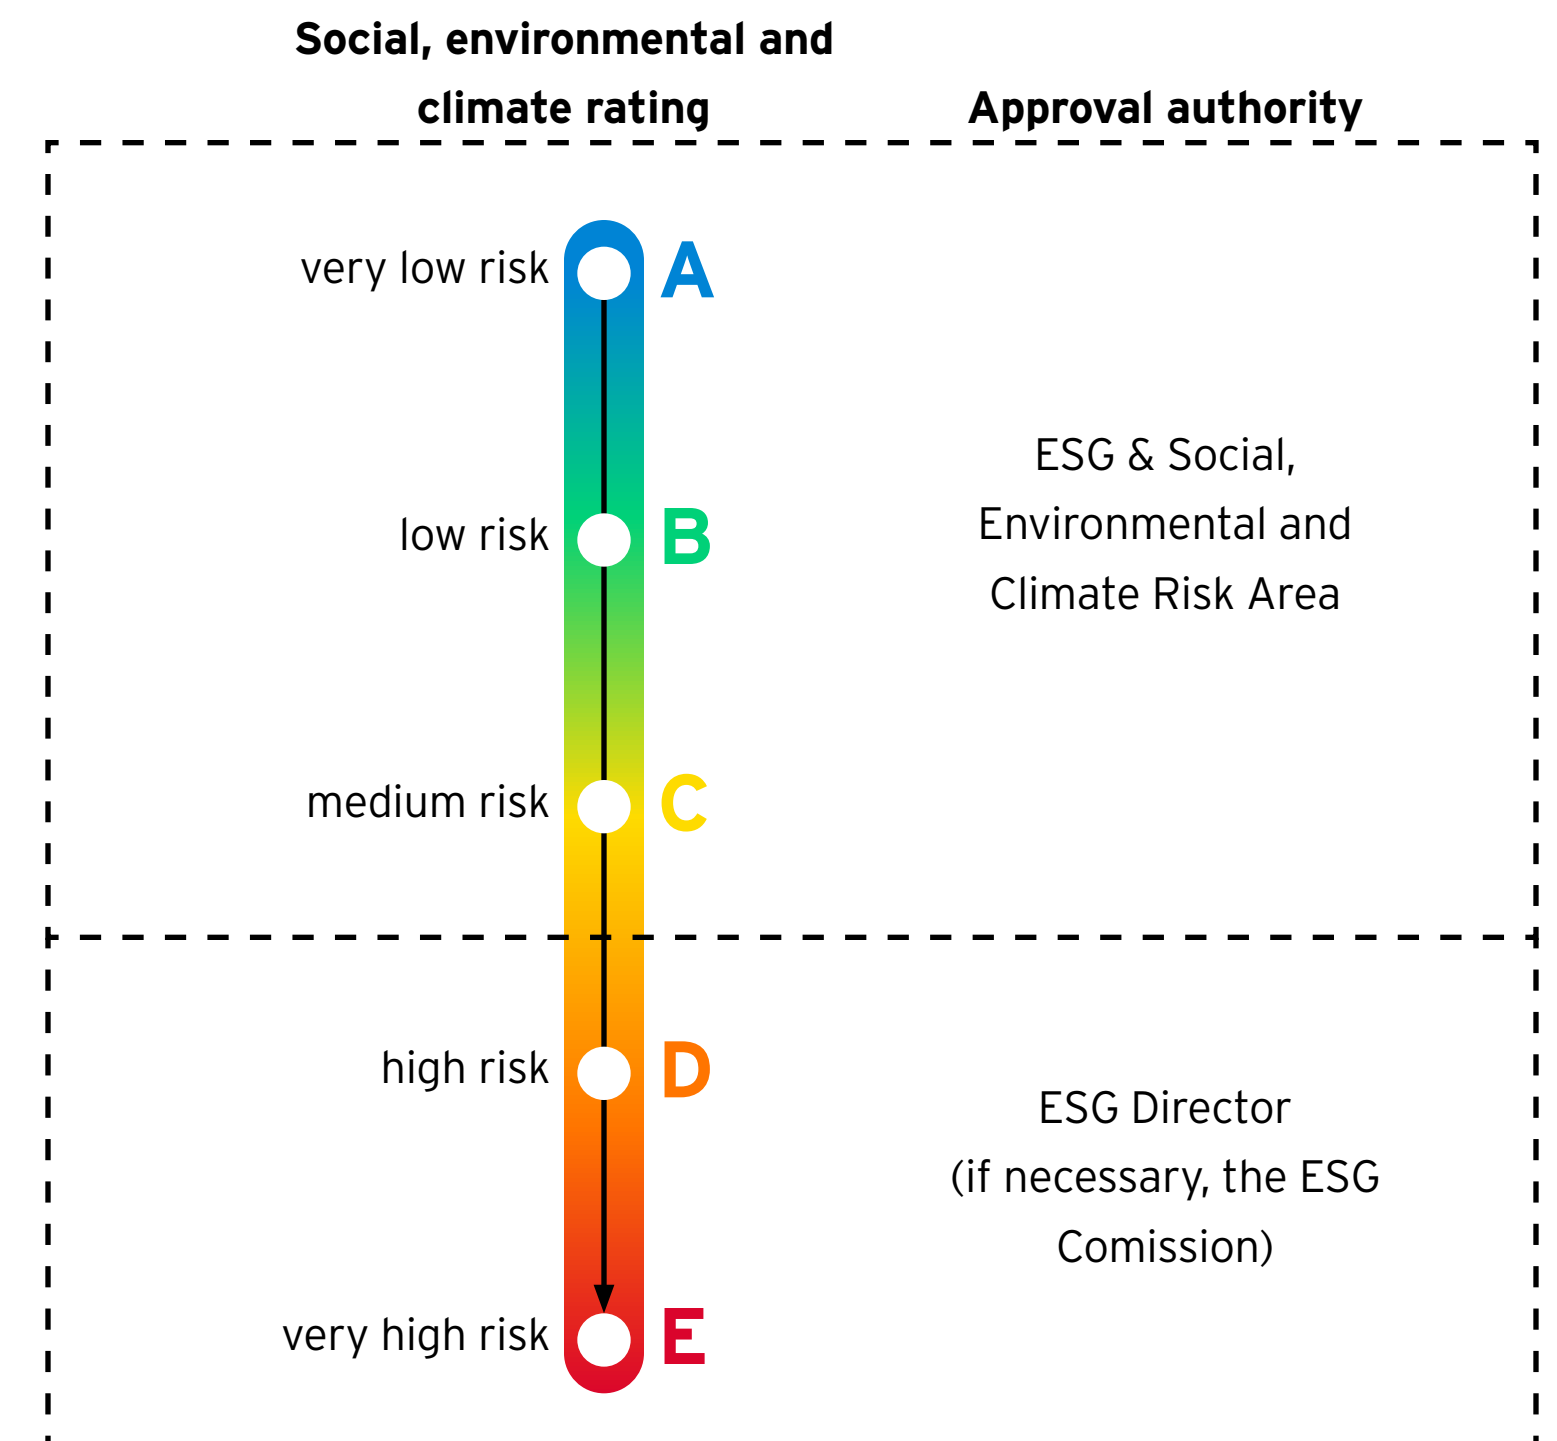 Social, environmental and
climate rating
Approval authority
very low risk
A
low risk
B
medium risk
C
ESG & Social,
Environmental and
Climate Risk Area
high risk
D
very high risk
E
ESG Director
(if necessary, the ESG
Comission)